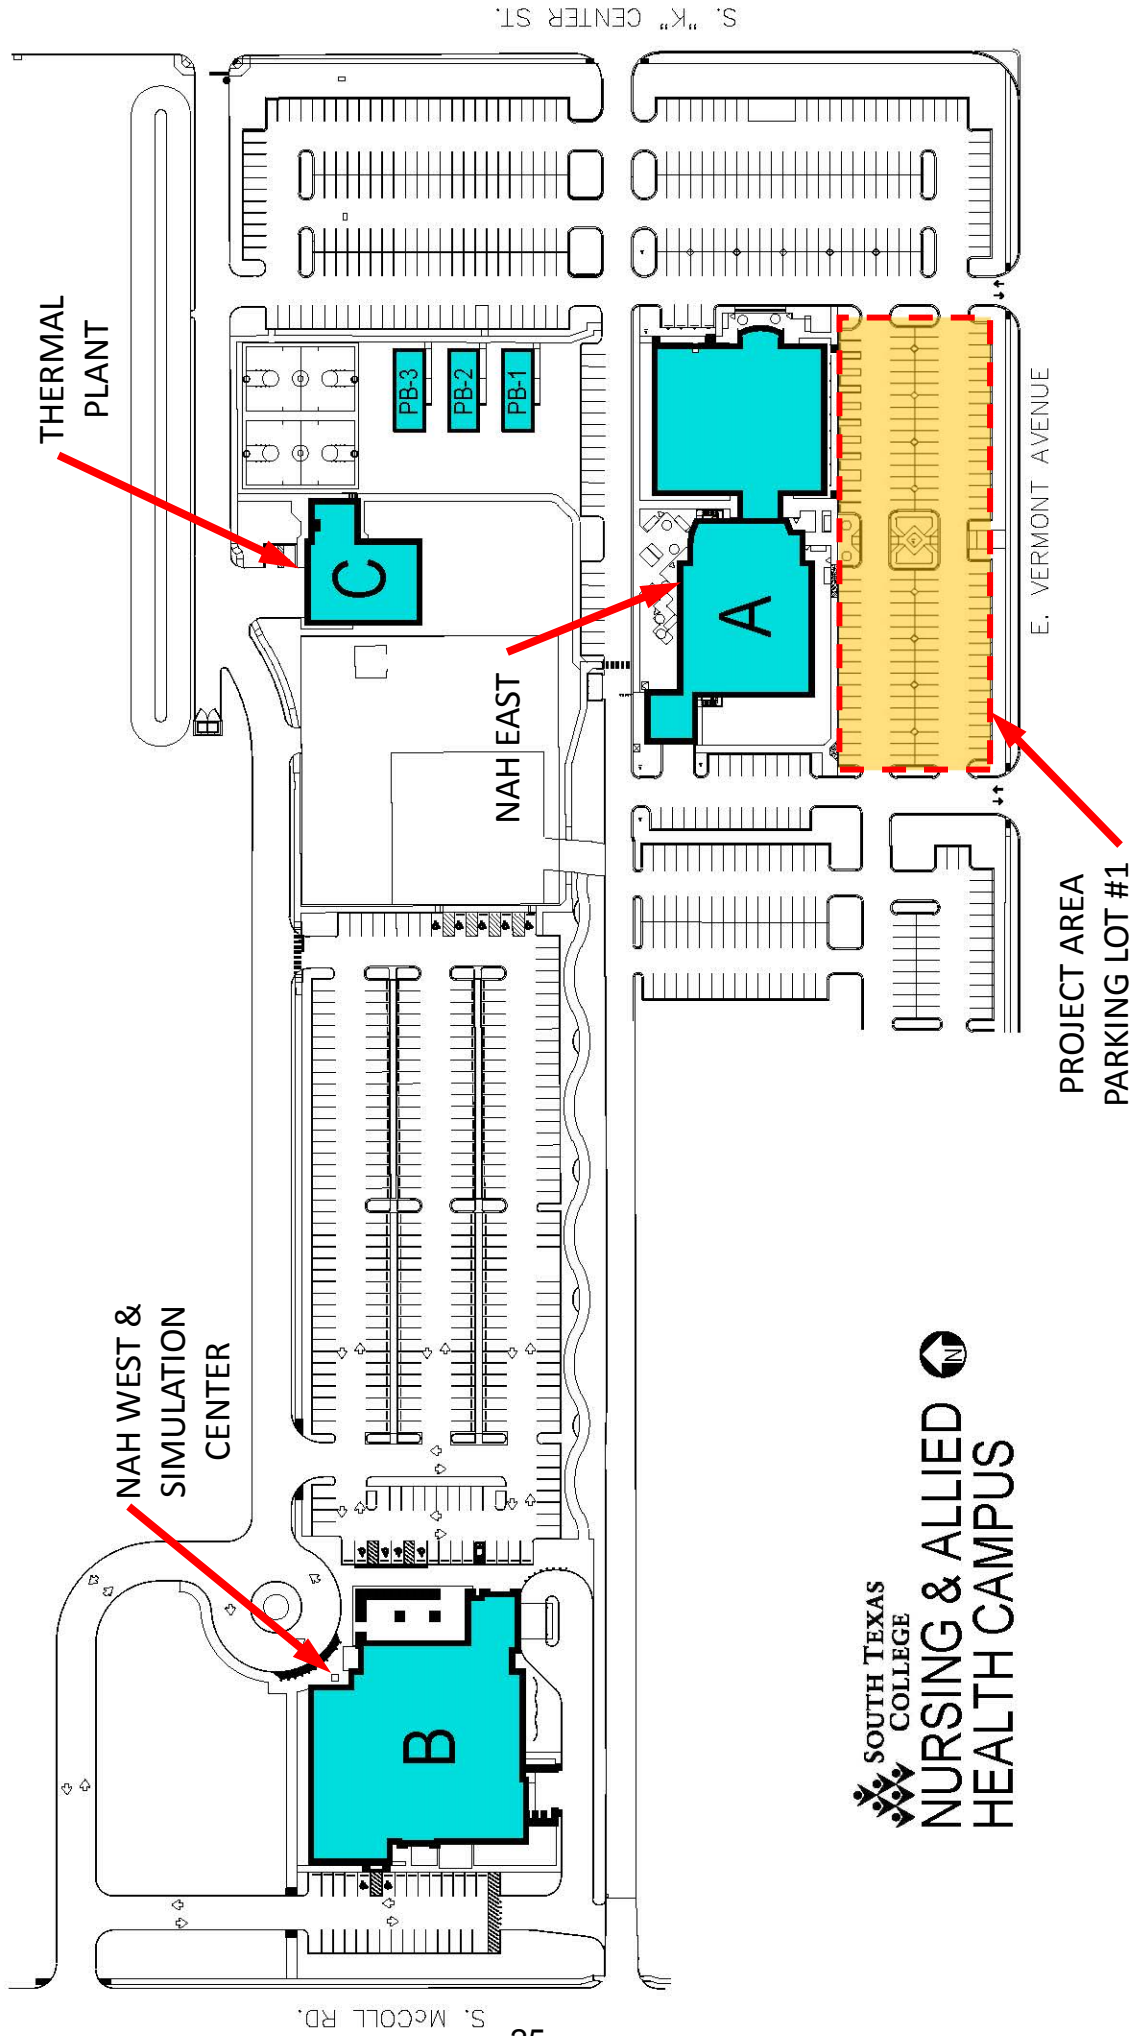 S. "K" CENTER ST.
THERMAL
PLANT
PB-3
PB-2
PB-1
C
NAH EAST
A
E. VERMONT AVENUE
PROJECT AREA
PARKING LOT #1
NAH WEST &
SIMULATION
CENTER
B
SOUTH TEXAS
COLLEGE
NURSING & ALLIED
HEALTH CAMPUS
N
S. McCOLL RD.